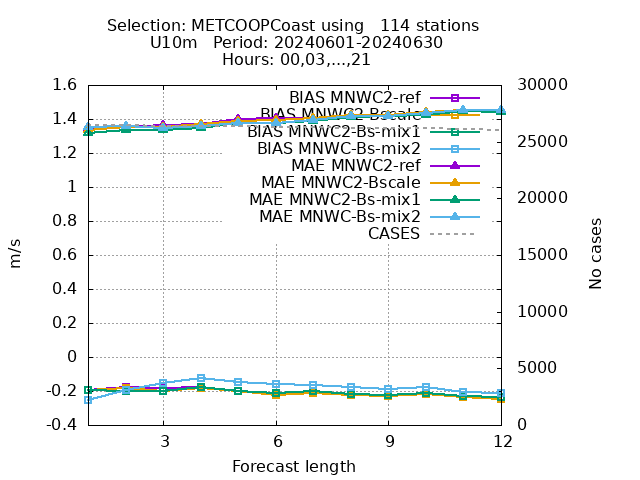 Selection: METCOOPCoast using   114 stations
U10m   Period: 20240601-20240630
Hours: 00,03,...,21
1.6
1.4
1.2
1
0.8
0.6
0.4
0.2
0
-0.2
-0.4
m/s
30000
25000
20000
15000
10000
5000
0
No cases
BIAS MNWC2-ref
BIAS MNWC2-Bscale
BIAS MNWC2-Bs-mix1
BIAS MNWC-Bs-mix2
MAE MNWC2-ref
MAE MNWC2-Bscale
MAE MNWC2-Bs-mix1
MAE MNWC-Bs-mix2
CASES
3 6 9 12
Forecast length